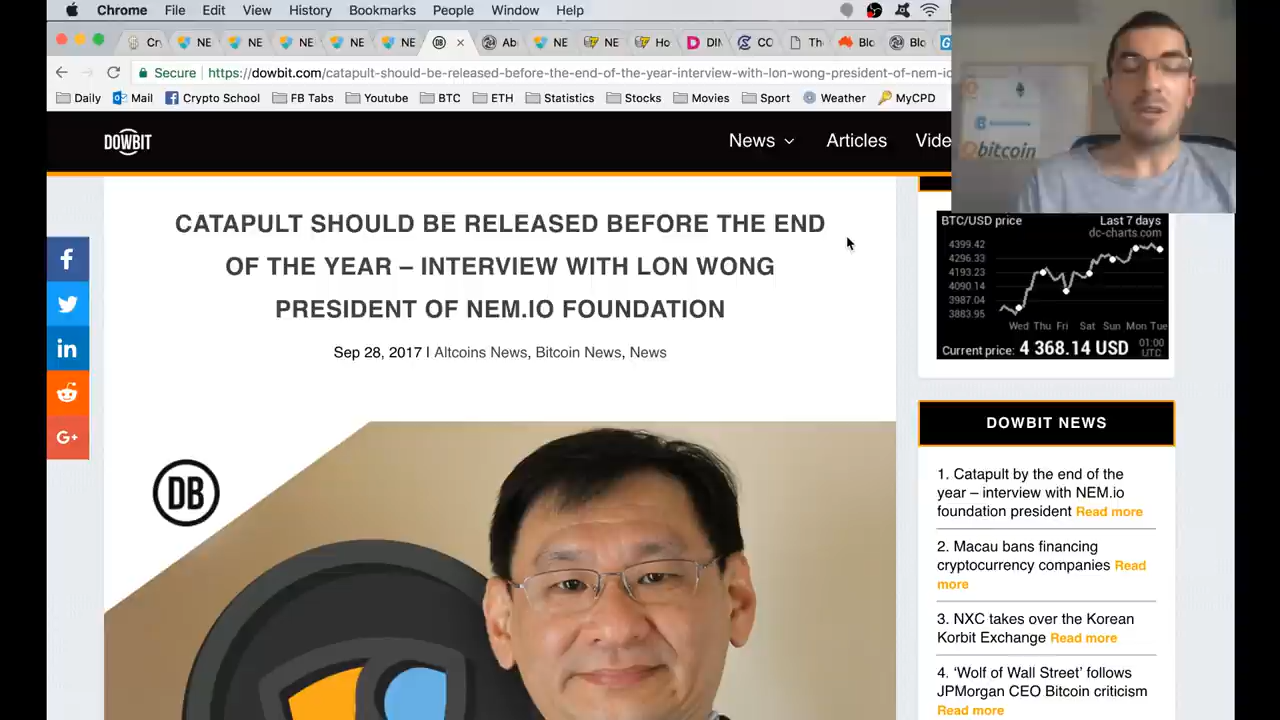 Chrome File Edit View History Bookmarks People Window Help
Cr NE NE NE NE NE DB × Ab NE NE Ho DI CC Th Blo Blo G
Secure https://dowbit.com/catapult-should-be-released-before-the-end-of-the-year-interview-with-lon-wong-president-of-nem-io
Daily Mail Crypto School FB Tabs Youtube BTC ETH Statistics Stocks Movies Sport Weather MyCPD
bitcoin
DOWBIT
News Articles Vide
CATAPULT SHOULD BE RELEASED BEFORE THE END
OF THE YEAR – INTERVIEW WITH LON WONG
PRESIDENT OF NEM.IO FOUNDATION
Sep 28, 2017 | Altcoins News, Bitcoin News, News
f
in
G+
DB
BTC/USD price Last 7 days
dc-charts.com
4399.42
4296.33
4193.23
4090.14
3987.04
3883.95
Wed Thu Fri Sat Sun Mon Tue
Current price: 4 368.14 USD 01:00
UTC
DOWBIT NEWS
1. Catapult by the end of the
year – interview with NEM.io
foundation president Read more
2. Macau bans financing
cryptocurrency companies Read
more
3. NXC takes over the Korean
Korbit Exchange Read more
4. ‘Wolf of Wall Street’ follows
JPMorgan CEO Bitcoin criticism
Read more